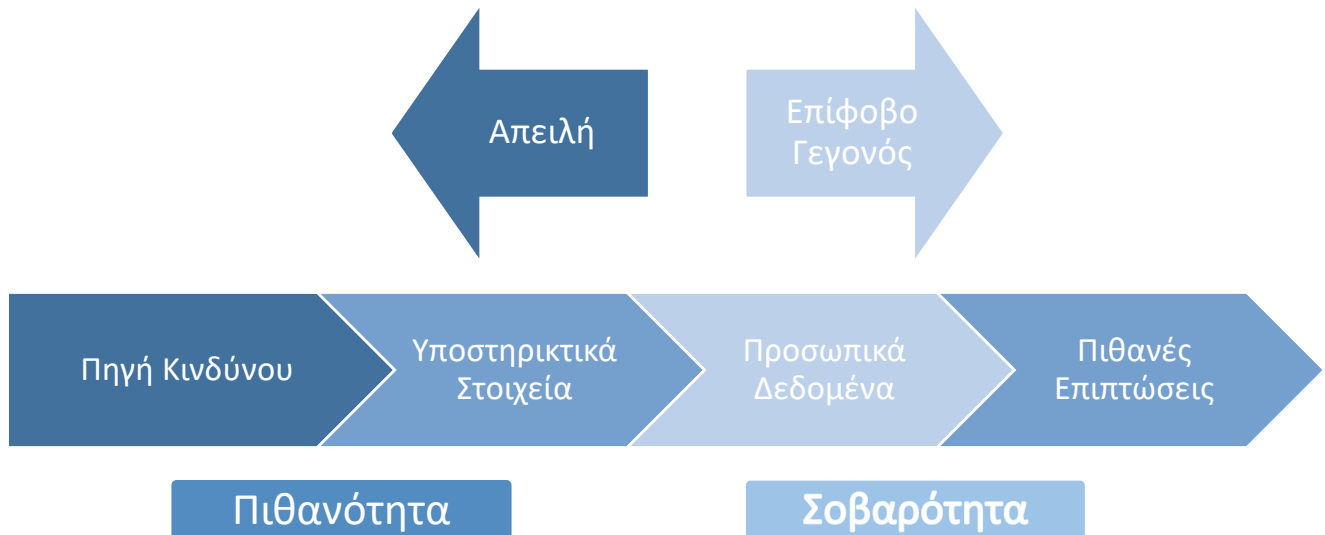 Απειλή
Επίφοβο
Γεγονός
Πηγή Κινδύνου
Υποστηρικτικά
Στοιχεία
Προσωπικά
Δεδομένα
Πιθανές
Επιπτώσεις
Πιθανότητα
Σοβαρότητα